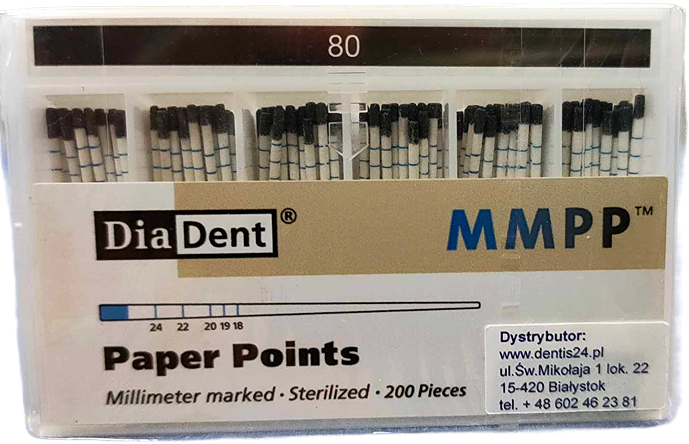 80
DiaDent®
MMPP™
24 22 20 19 18
Paper Points
Millimeter marked · Sterilized · 200 Pieces
Dystrybutor:
www.dentis24.pl
ul.Św.Mikołaja 1 lok. 22
15-420 Białystok
tel. + 48 602 46 23 81